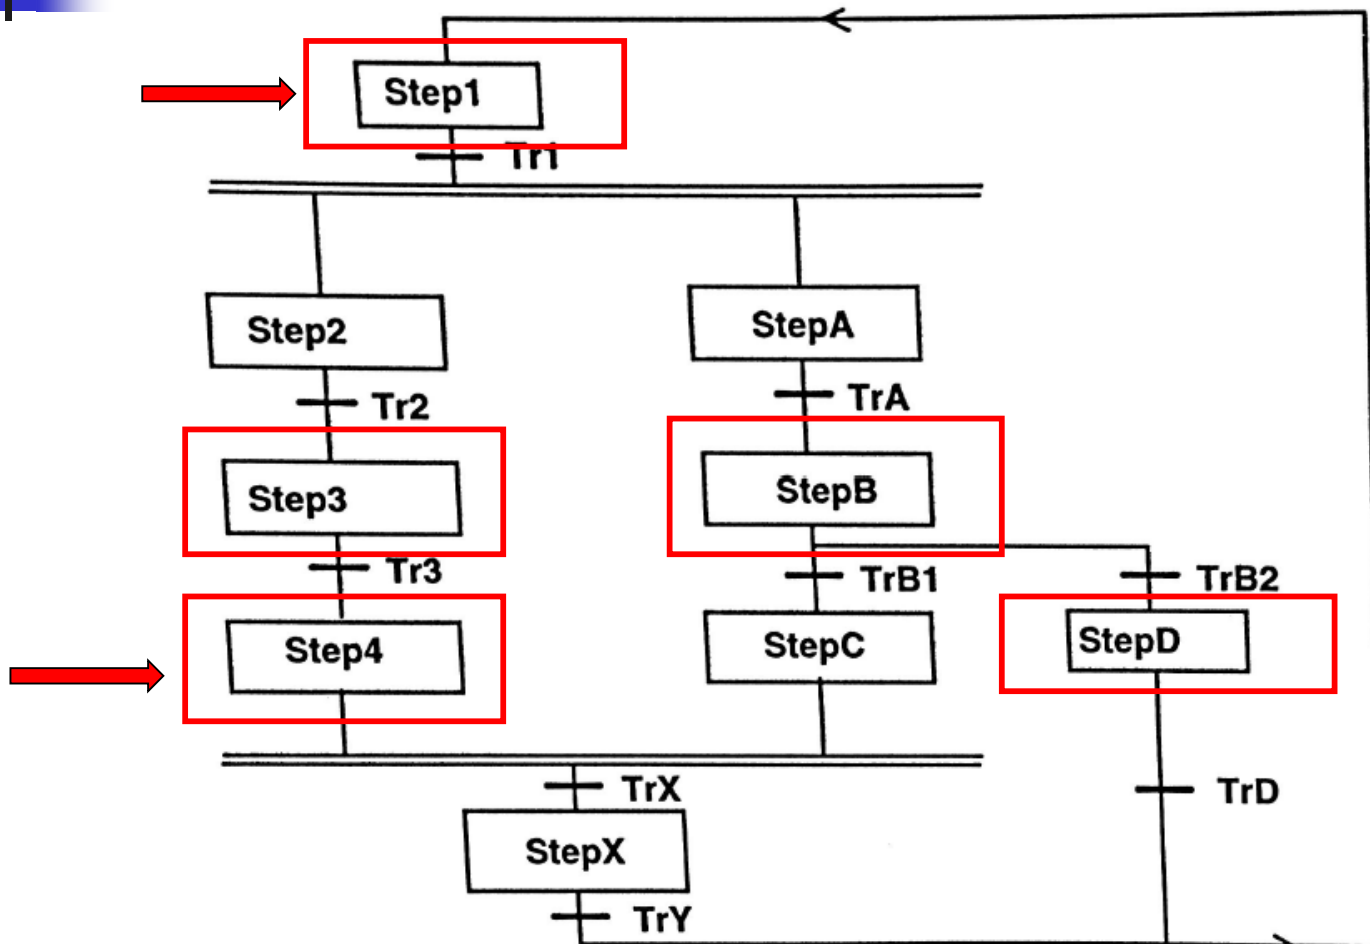 Step1
Tr1
Step2
StepA
Tr2
TrA
Step3
StepB
Tr3
TrB1
TrB2
Step4
StepC
StepD
TrX
TrD
StepX
TrY